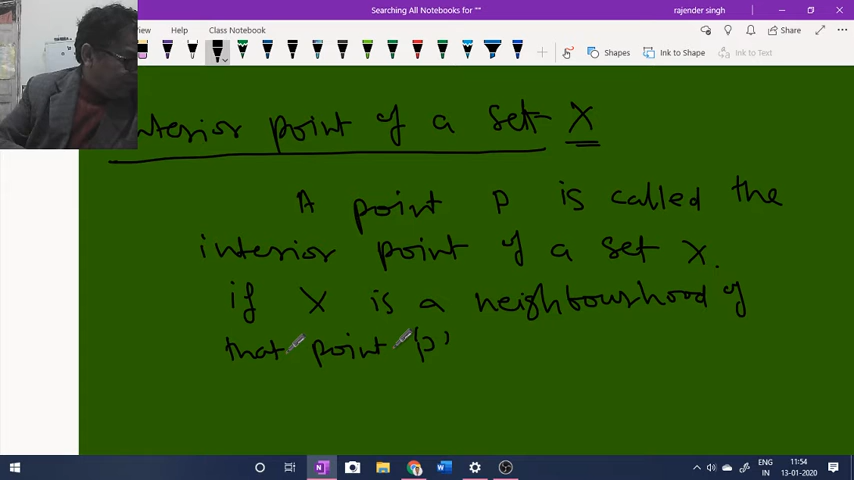 Searching All Notebooks for ""
rajender singh
View
Help
Class Notebook
Share
Shapes
Ink to Shape
Ink to Text
nterior point of a set X
A point P is called the
interior point of a set X.
if X is a neighbourhood of
that point 'p'
ENG
IN
11:54
13-01-2020